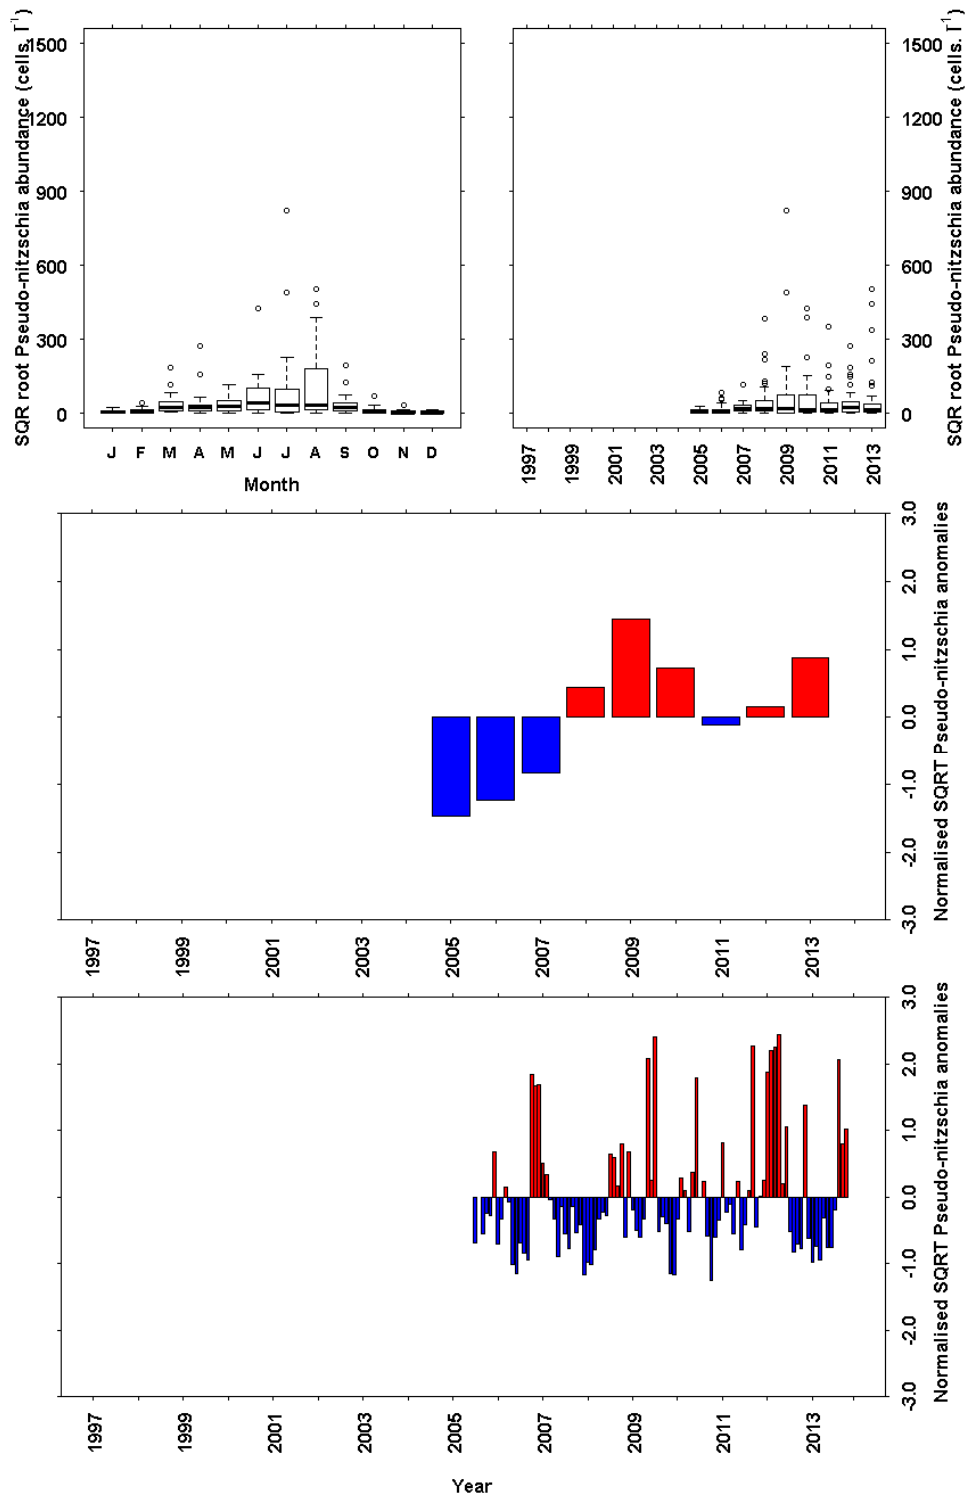 SQR root Pseudo-nitzschia abundance (cells. l⁻¹)
1500
1200
900
600
300
0
J F M A M J J A S O N D
Month
1500
1200
900
600
300
0
SQR root Pseudo-nitzschia abundance (cells. l⁻¹)
1997 1999 2001 2003 2005 2007 2009 2011 2013
3.0
2.0
1.0
0.0
-1.0
-2.0
-3.0
Normalised SQRT Pseudo-nitzschia anomalies
1997 1999 2001 2003 2005 2007 2009 2011 2013
3.0
2.0
1.0
0.0
-1.0
-2.0
-3.0
Normalised SQRT Pseudo-nitzschia anomalies
1997 1999 2001 2003 2005 2007 2009 2011 2013
Year